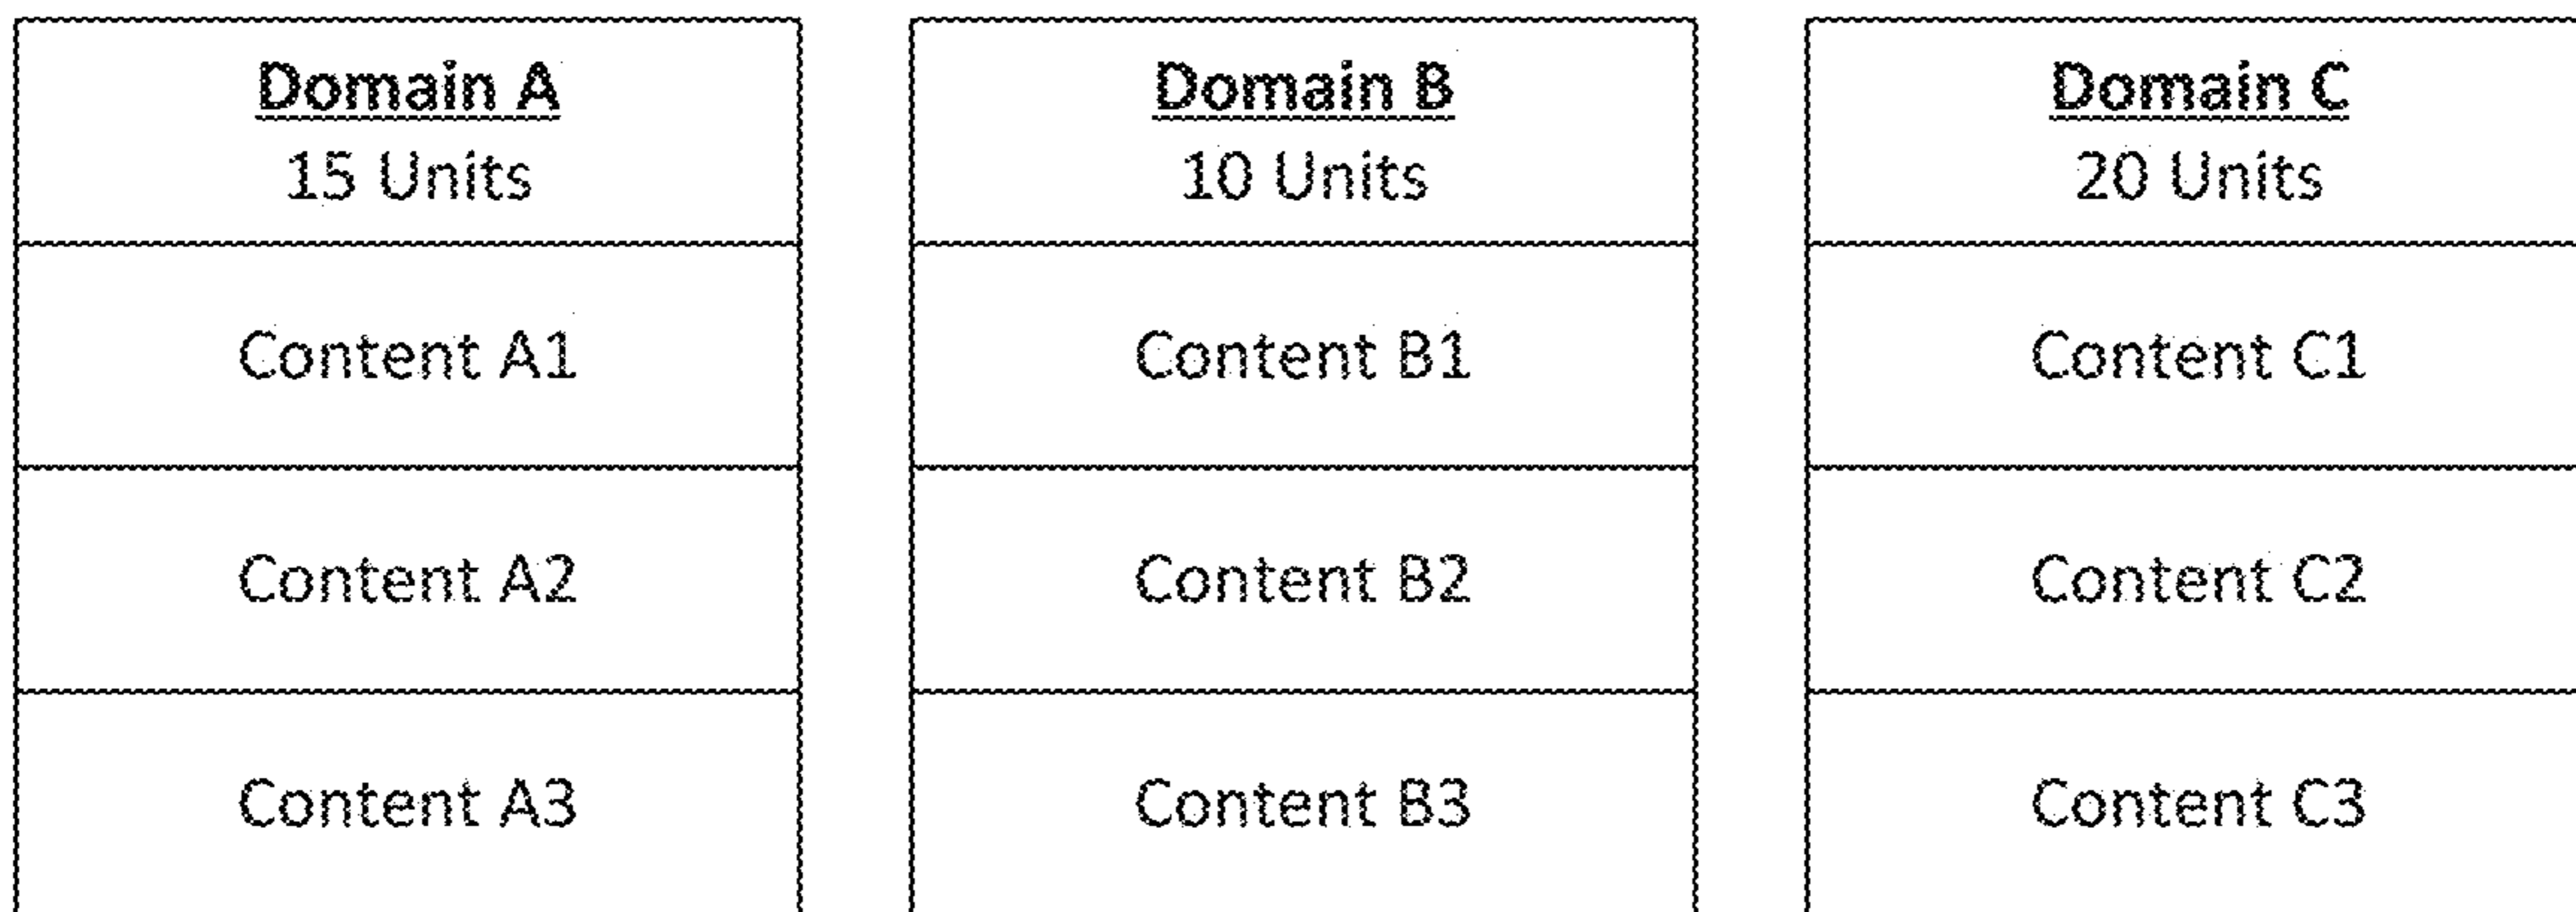 Domain A
15 Units
Content A1
Content A2
Content A3
Domain B
10 Units
Content B1
Content B2
Content B3
Domain C
20 Units
Content C1
Content C2
Content C3